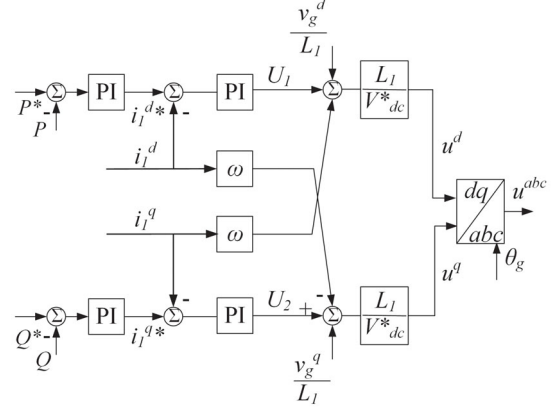 v_g^d
L_1
P*
-
P
Σ
PI
i_1^d*
Σ
-
PI
U_1
Σ
L_1
V*_dc
i_1^d
ω
u^d
i_1^q
ω
dq
abc
u^abc
θ_g
u^q
Q*
-
Q
Σ
PI
i_1^q*
Σ
-
PI
U_2
+
-
Σ
L_1
V*_dc
v_g^q
L_1